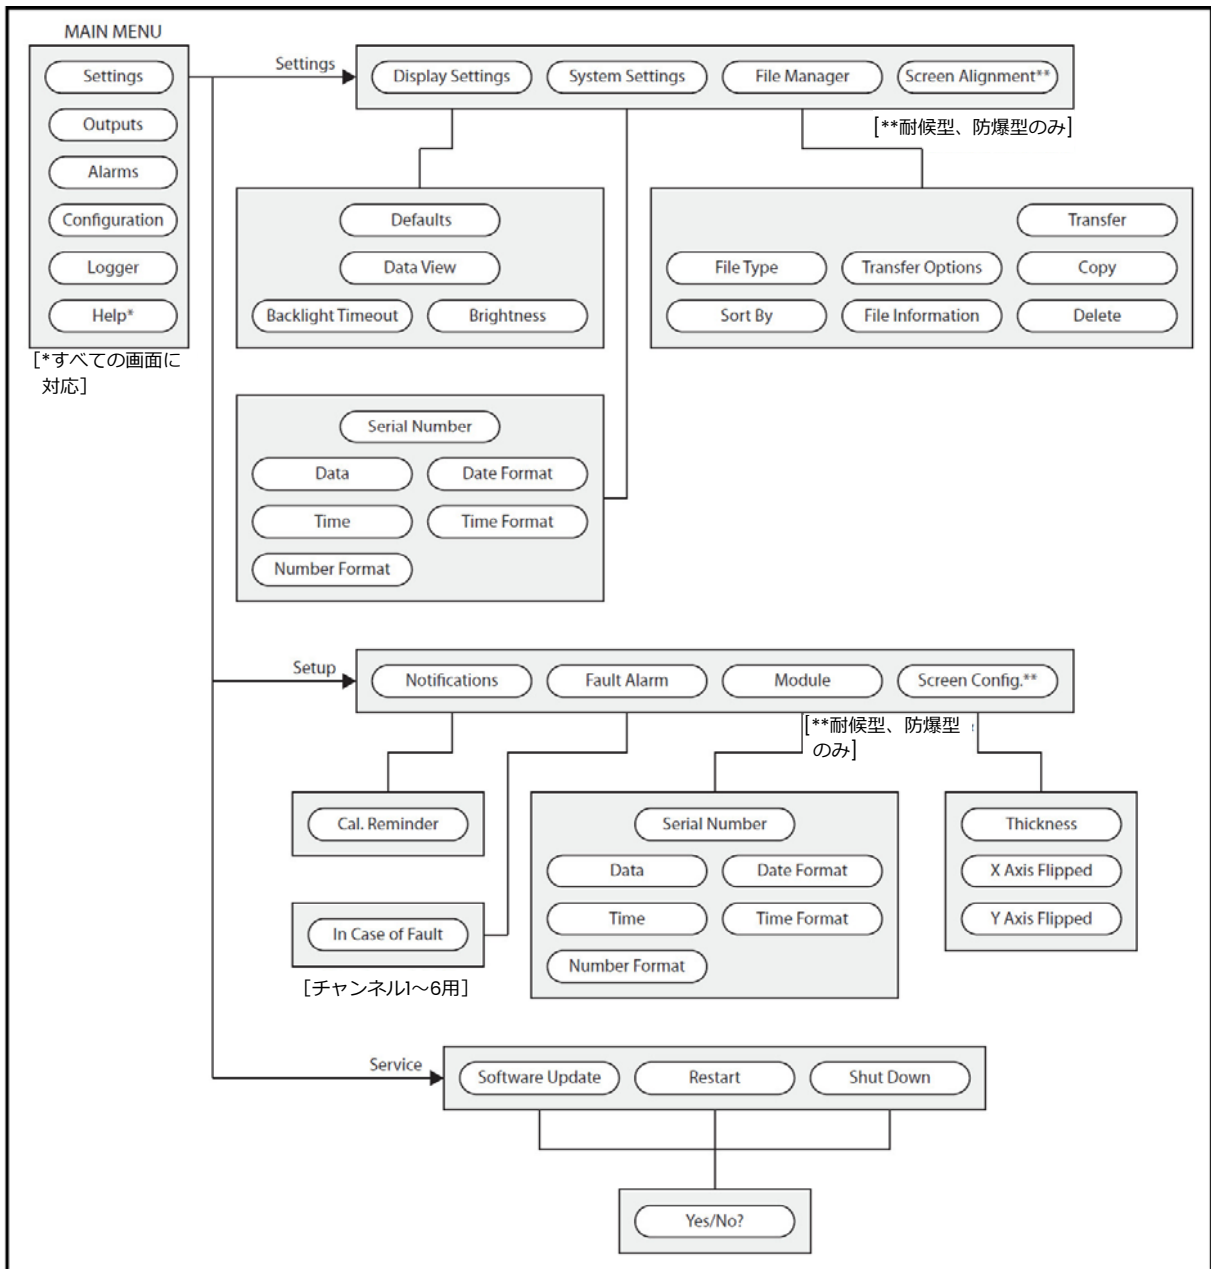 MAIN MENU
Settings
Outputs
Alarms
Configuration
Logger
Help*
[*すべての画面に
対応]
Settings
Display Settings
System Settings
File Manager
Screen Alignment**
[**耐候型、防爆型のみ]
Defaults
Data View
Backlight Timeout
Brightness
Transfer
File Type
Transfer Options
Copy
Sort By
File Information
Delete
Serial Number
Data
Date Format
Time
Time Format
Number Format
Setup
Notifications
Fault Alarm
Module
Screen Config.**
[**耐候型、防爆型
のみ]
Cal. Reminder
In Case of Fault
[チャンネル1～6用]
Serial Number
Data
Date Format
Time
Time Format
Number Format
Thickness
X Axis Flipped
Y Axis Flipped
Service
Software Update
Restart
Shut Down
Yes/No?